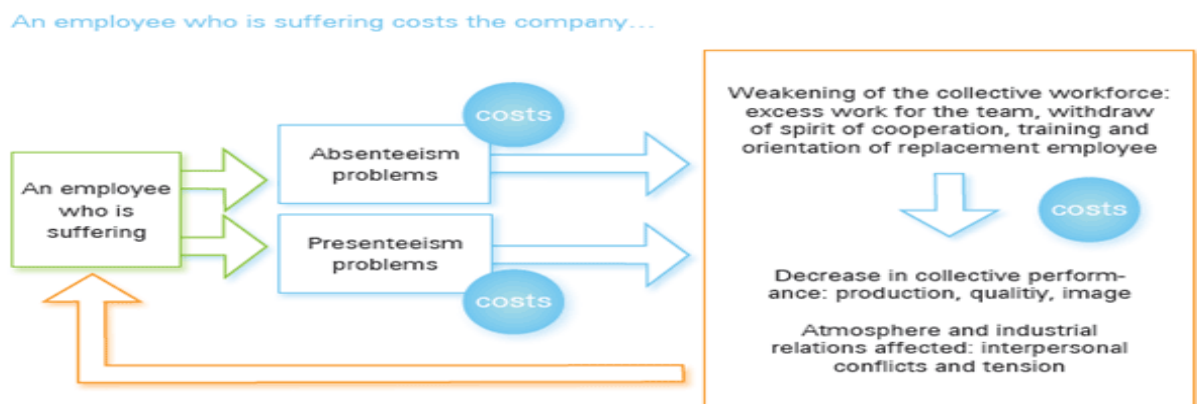 An employee who is suffering costs the company...
costs
Absenteeism
problems
An employee
who is
suffering
Presenteeism
problems
costs
Weakening of the collective workforce:
excess work for the team, withdraw
of spirit of cooperation, training and
orientation of replacement employee
costs
Decrease in collective perform-
ance: production, qualitiy, image
Atmosphere and industrial
relations affected: interpersonal
conflicts and tension